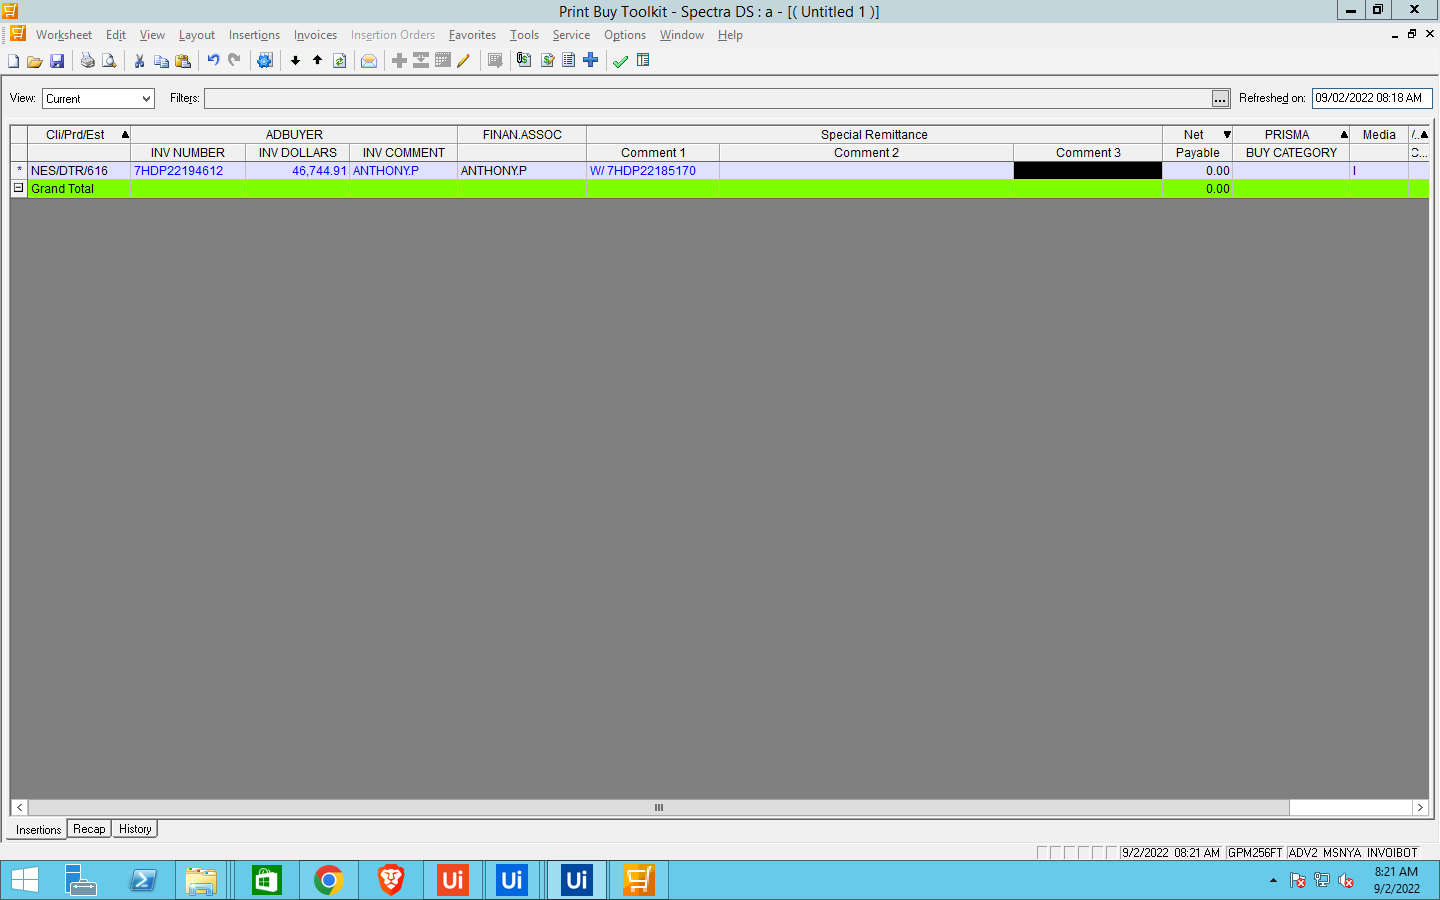 Print Buy Toolkit - Spectra DS : a - [( Untitled 1 )]
Worksheet Edit View Layout Insertions Invoices Insertion Orders Favorites Tools Service Options Window Help
View: Current Filters: ... Refreshed on: 09/02/2022 08:18 AM
Cli/Prd/Est ADBUYER FINAN.ASSOC Special Remittance Net PRISMA Media /..
INV NUMBER INV DOLLARS INV COMMENT Comment 1 Comment 2 Comment 3 Payable BUY CATEGORY C...
* NES/DTR/616 7HDP22194612 46,744.91 ANTHONY.P ANTHONY.P W/ 7HDP22185170 0.00 I
Grand Total 0.00
Insertions Recap History
9/2/2022 08:21 AM GPM256FT ADV2 MSNYA INVOIBOT
Ui Ui Ui
8:21 AM
9/2/2022